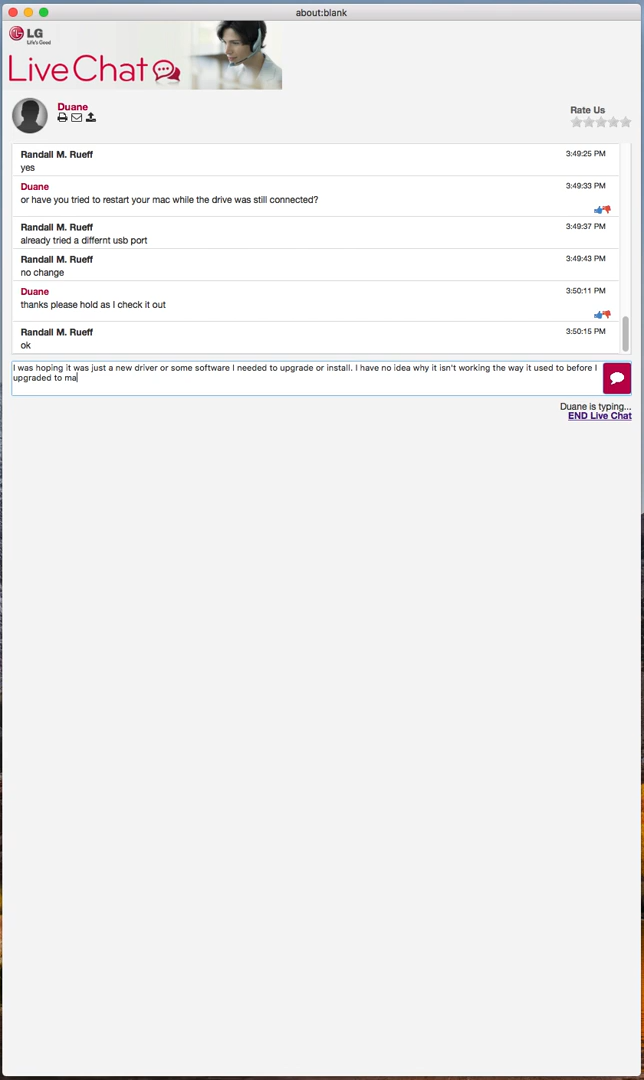 about:blank
LG
Life's Good
LiveChat
Duane
Rate Us
Randall M. Rueff 3:49:25 PM
yes
Duane 3:49:33 PM
or have you tried to restart your mac while the drive was still connected?
Randall M. Rueff 3:49:37 PM
already tried a differnt usb port
Randall M. Rueff 3:49:43 PM
no change
Duane 3:50:11 PM
thanks please hold as I check it out
Randall M. Rueff 3:50:15 PM
ok
I was hoping it was just a new driver or some software I needed to upgrade or install. I have no idea why it isn't working the way it used to before I
upgraded to ma
Duane is typing...
END Live Chat